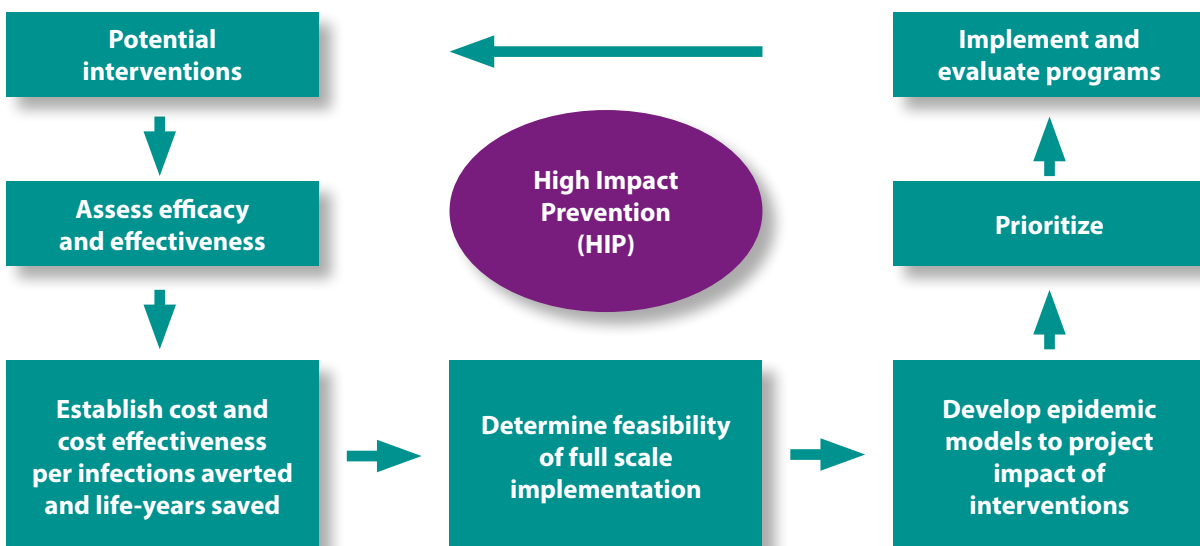 Potential
interventions
Assess efficacy
and effectiveness
Establish cost and
cost effectiveness
per infections averted
and life-years saved
Determine feasibility
of full scale
implementation
Develop epidemic
models to project
impact of
interventions
Prioritize
Implement and
evaluate programs
High Impact
Prevention
(HIP)